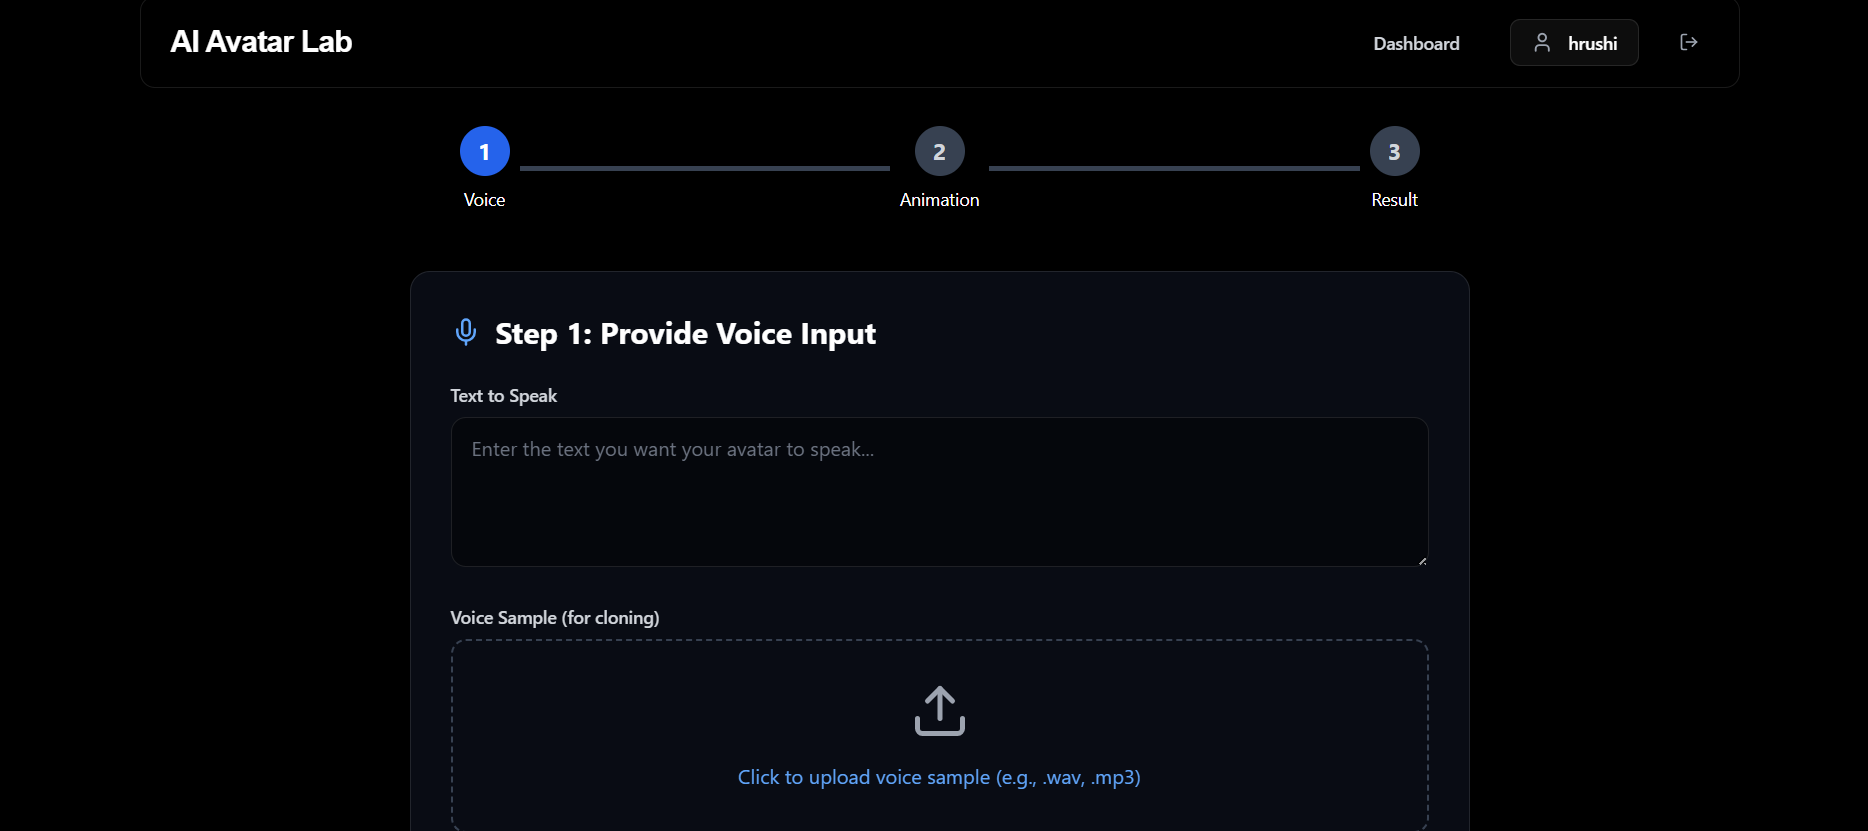 AI Avatar Lab
Dashboard
hrushi
1
2
3
Voice
Animation
Result
Step 1: Provide Voice Input
Text to Speak
Enter the text you want your avatar to speak...
Voice Sample (for cloning)
Click to upload voice sample (e.g., .wav, .mp3)